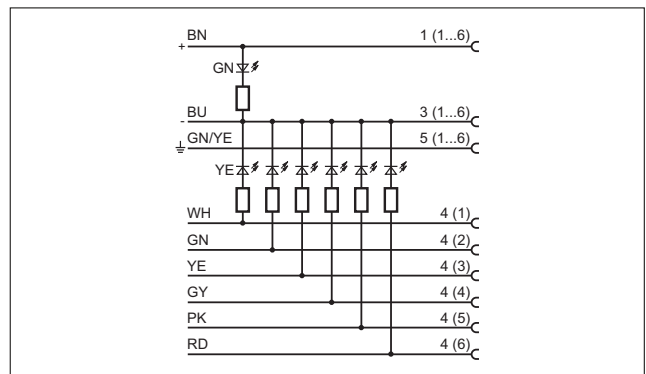 BN 1 (1...6)
+
GN
BU 3 (1...6)
-
GN/YE 5 (1...6)
YE
WH 4 (1)
GN 4 (2)
YE 4 (3)
GY 4 (4)
PK 4 (5)
RD 4 (6)